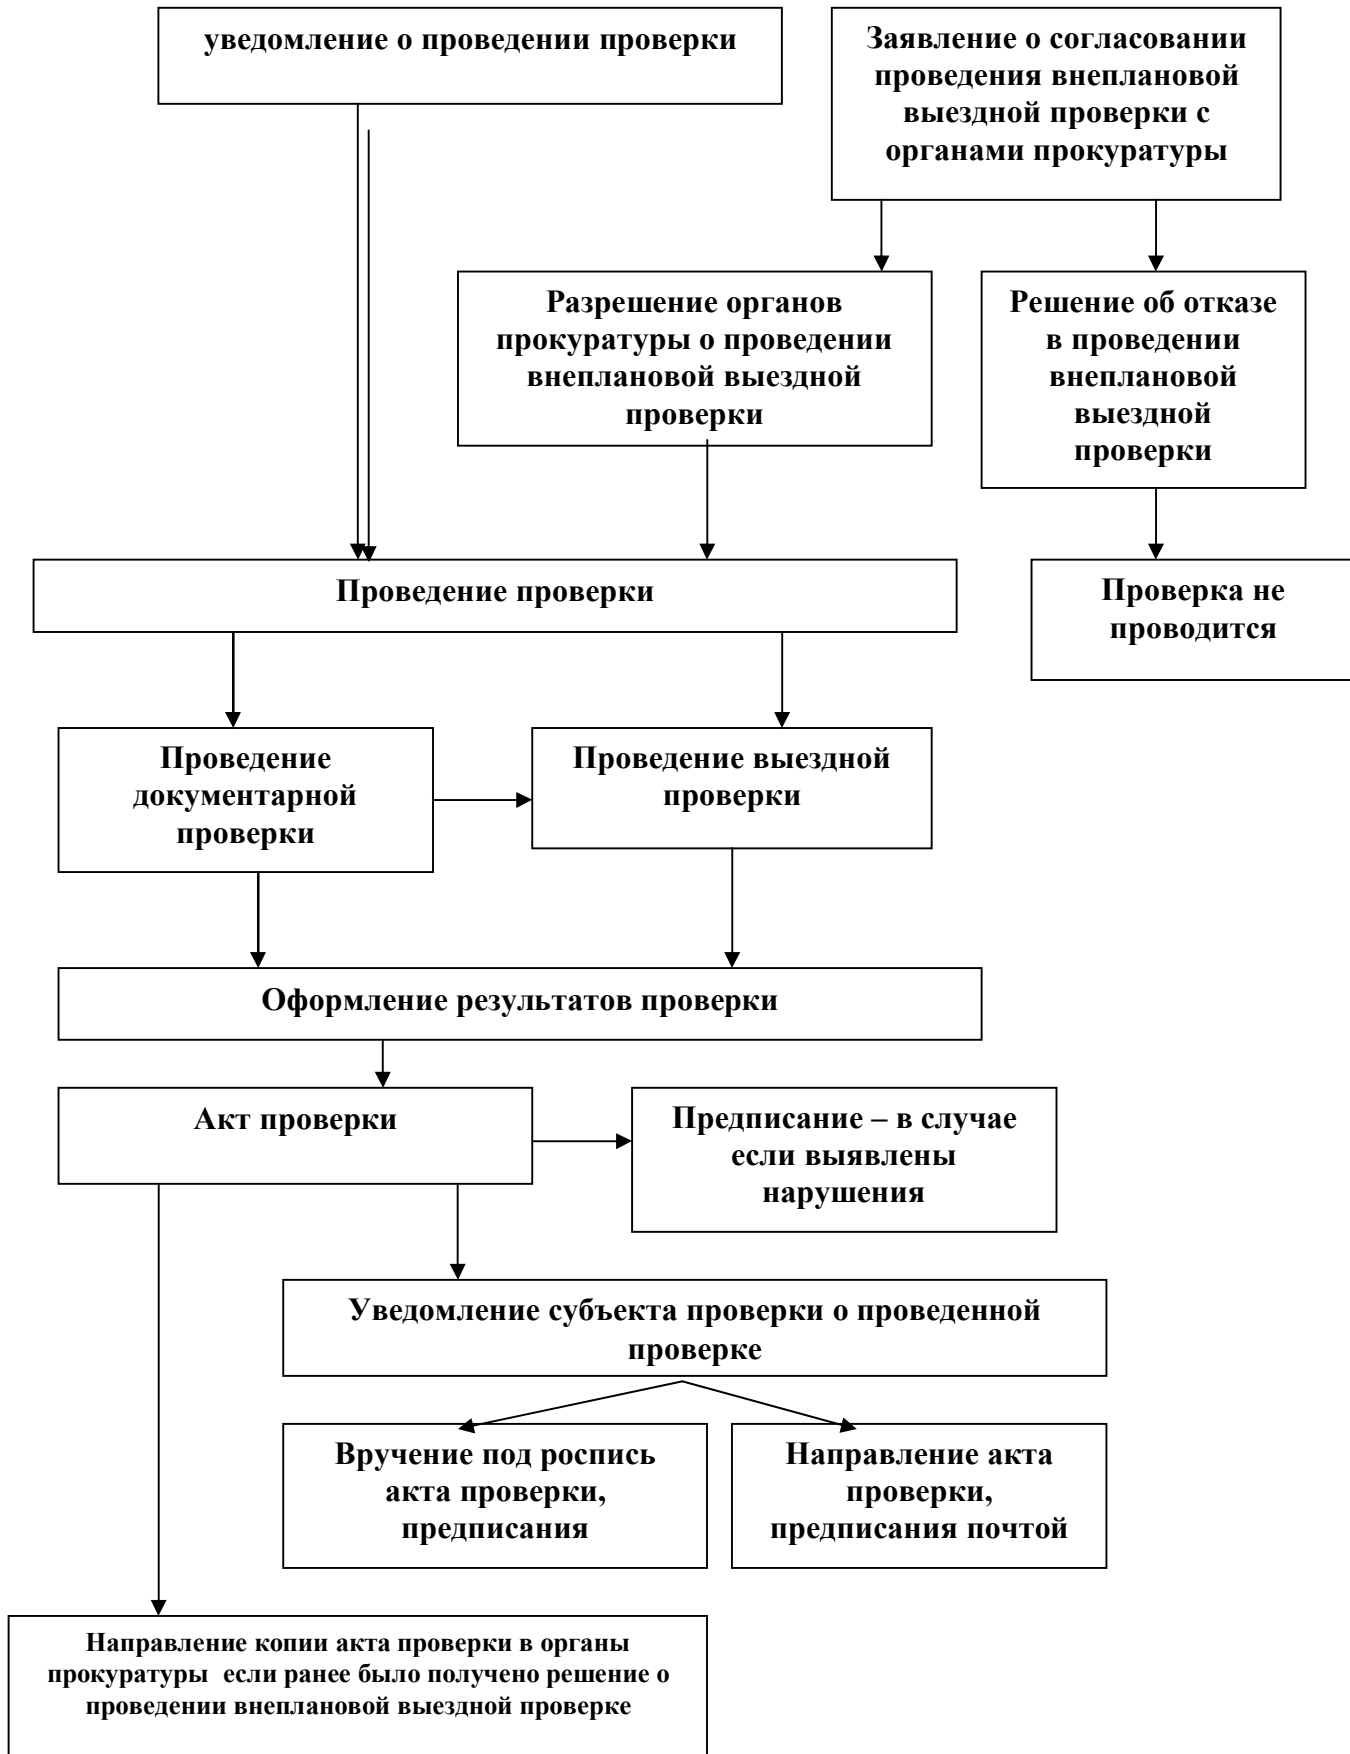 уведомление о проведении проверки
Заявление о согласовании
проведения внеплановой
выездной проверки с
органами прокуратуры
Разрешение органов
прокуратуры о проведении
внеплановой выездной
проверки
Решение об отказе
в проведении
внеплановой
выездной
проверки
Проведение проверки
Проверка не
проводится
Проведение
документарной
проверки
Проведение выездной
проверки
Оформление результатов проверки
Акт проверки
Предписание – в случае
если выявлены
нарушения
Уведомление субъекта проверки о проведенной
проверке
Вручение под роспись
акта проверки,
предписания
Направление акта
проверки,
предписания почтой
Направление копии акта проверки в органы
прокуратуры  если ранее было получено решение о
проведении внеплановой выездной проверке